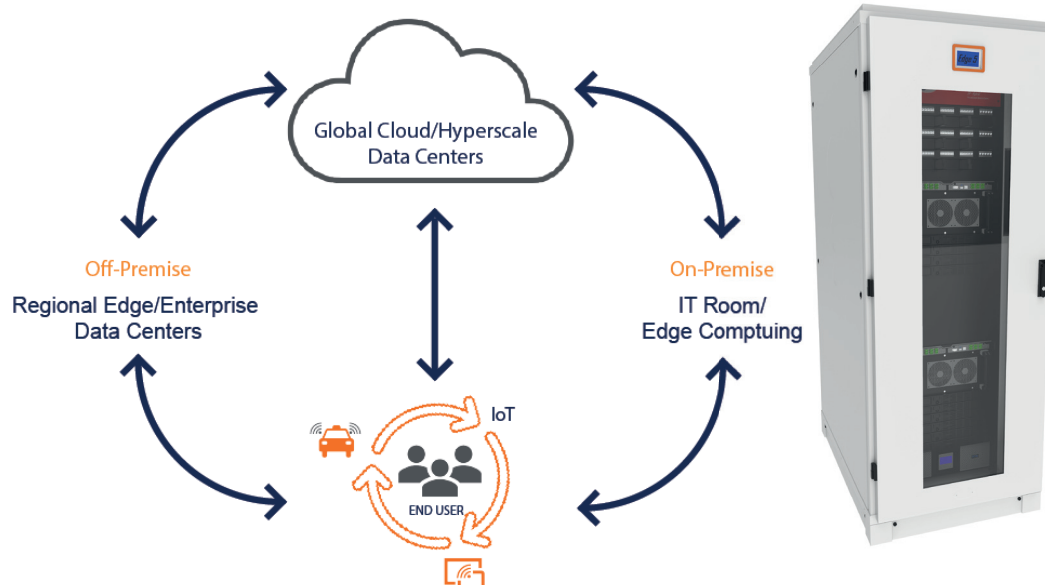 Global Cloud/Hyperscale
Data Centers
Off-Premise
Regional Edge/Enterprise
Data Centers
On-Premise
IT Room/
Edge Comptuing
IoT
END USER